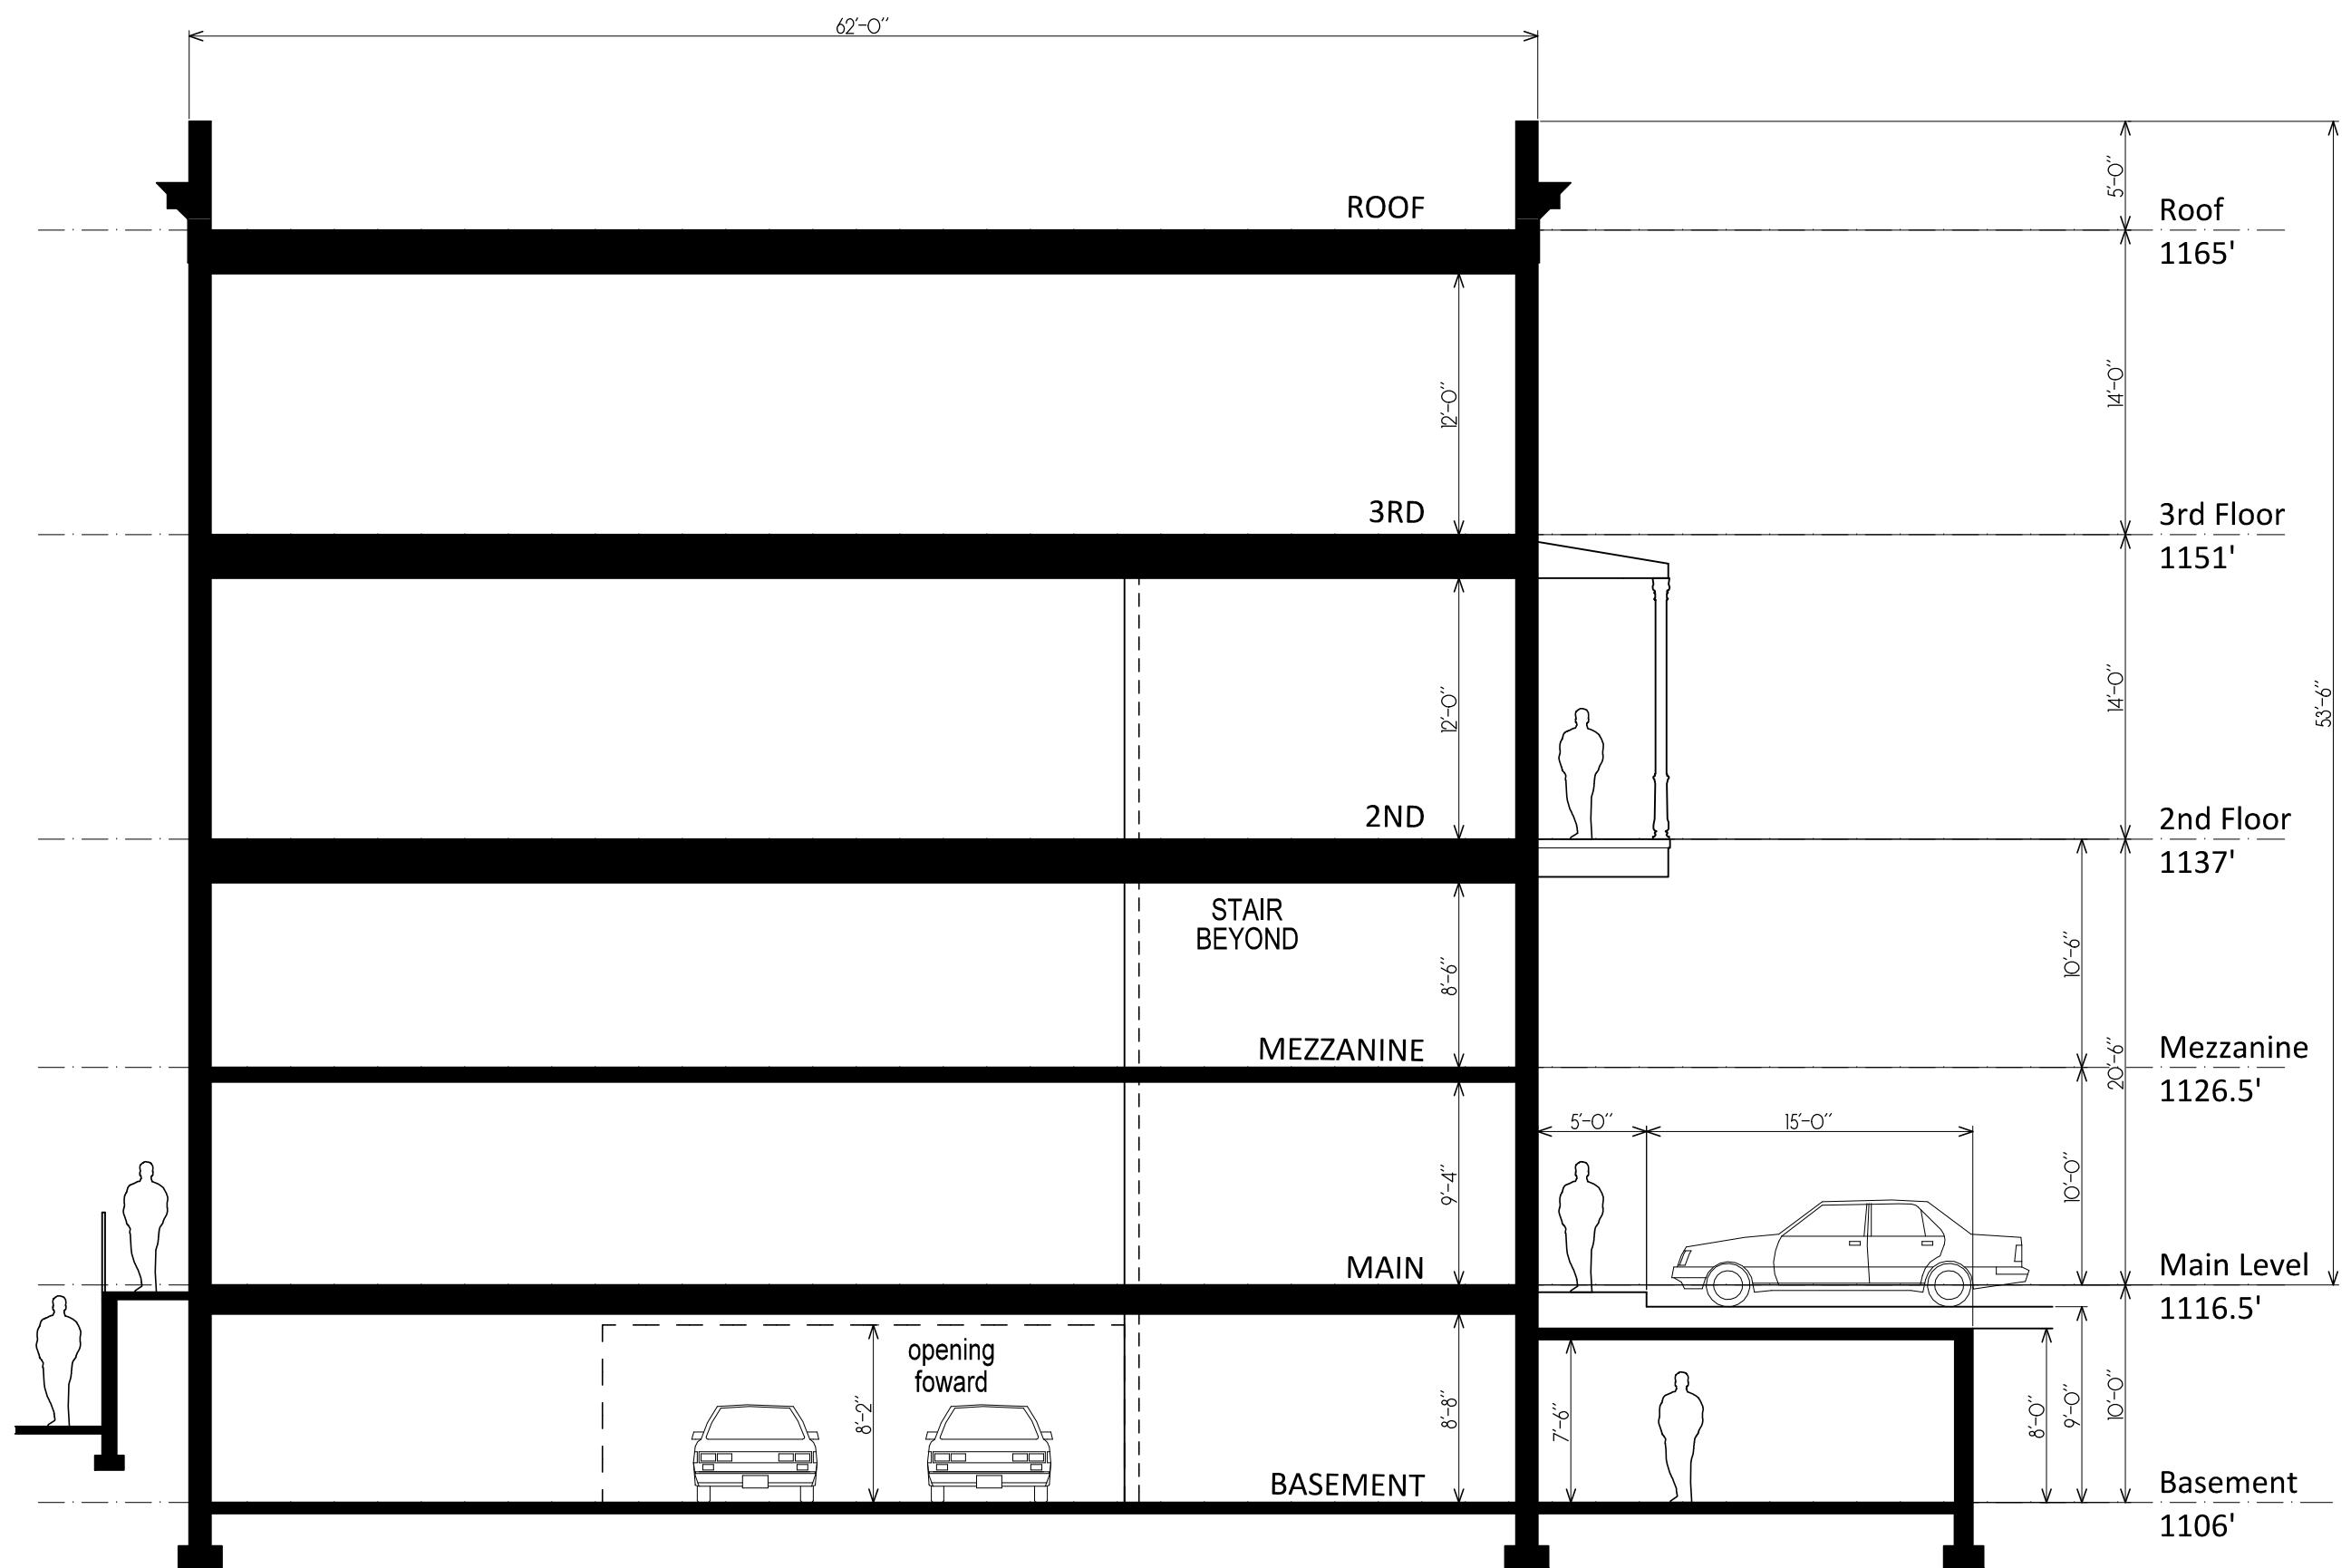 62'-0"
5'-0"
ROOF
Roof
1165'
12'-0"
14'-0"
3RD
3rd Floor
1151'
12'-0"
14'-0"
53'-6"
2ND
2nd Floor
1137'
STAIR
BEYOND
8'-6"
10'-6"
MEZZANINE
Mezzanine
20'-6"
1126.5'
5'-0"
15'-0"
9'-4"
10'-0"
MAIN
Main Level
1116.5'
opening
foward
8'-2"
8'-8"
7'-6"
8'-0"
9'-0"
10'-0"
BASEMENT
Basement
1106'